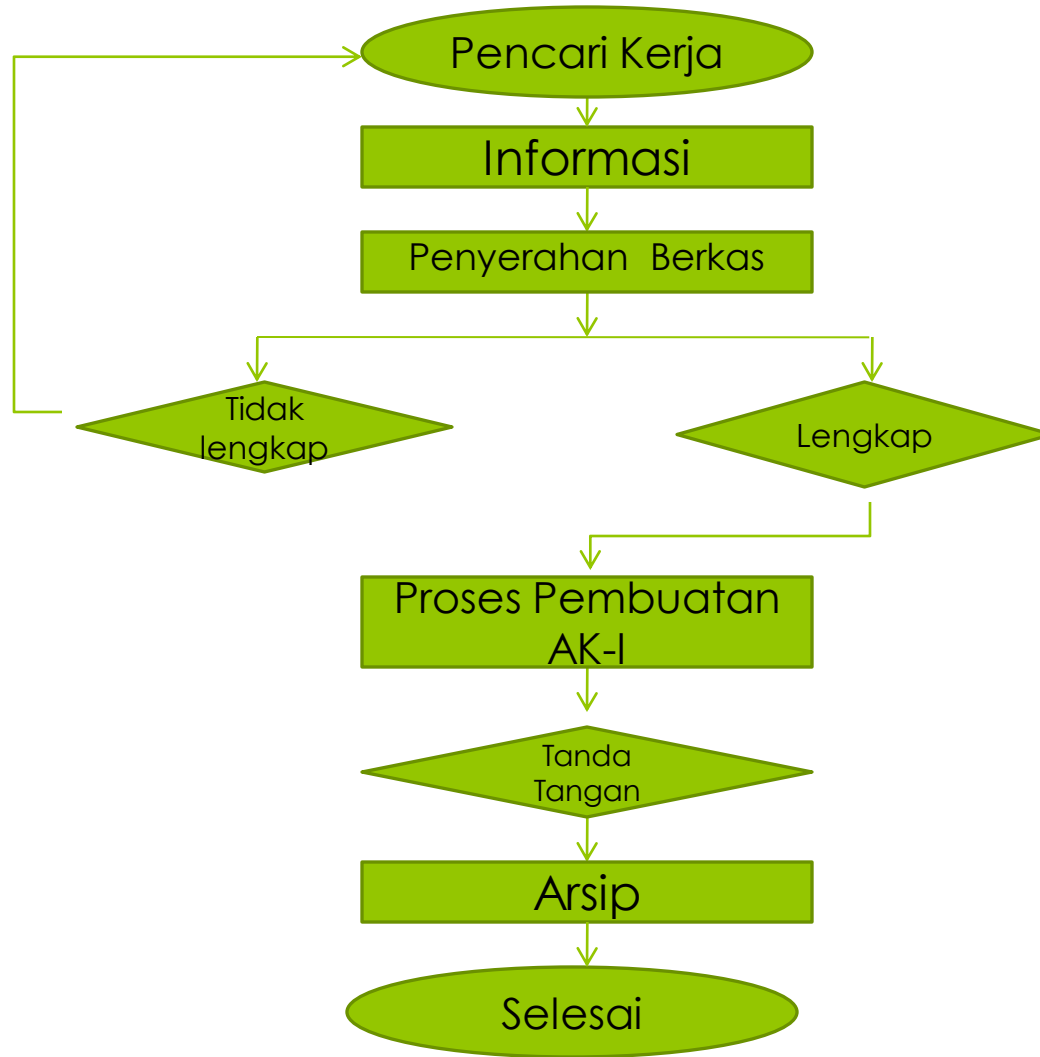 Pencari Kerja
Informasi
Penyerahan Berkas
Tidak
lengkap
Lengkap
Proses Pembuatan
AK-I
Tanda
Tangan
Arsip
Selesai